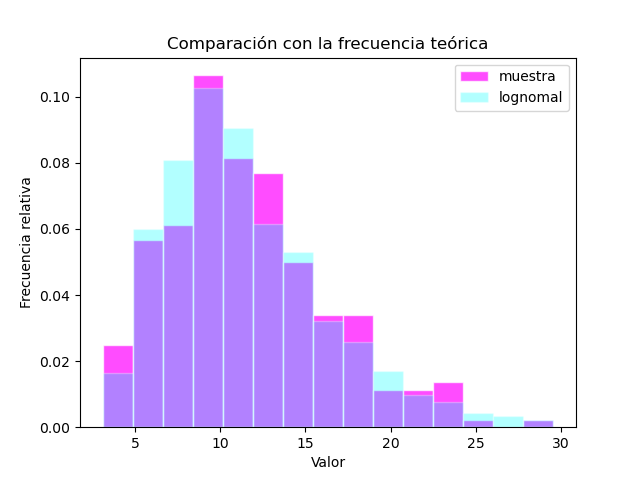 Comparación con la frecuencia teórica
muestra
lognomal
0.10
0.08
0.06
0.04
0.02
0.00
Frecuencia relativa
5 10 15 20 25 30
Valor